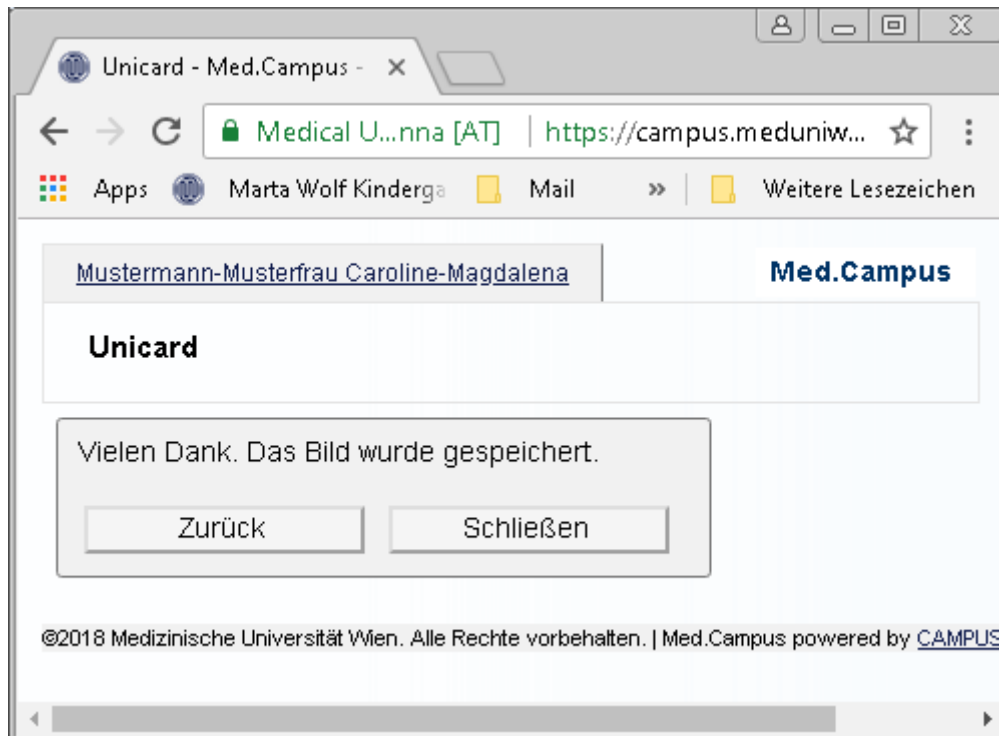 Unicard - Med.Campus -
Medical U...nna [AT] https://campus.meduniw...
Apps Marta Wolf Kinderga Mail » Weitere Lesezeichen
Mustermann-Musterfrau Caroline-Magdalena Med.Campus
Unicard
Vielen Dank. Das Bild wurde gespeichert.
Zurück Schließen
©2018 Medizinische Universität Wien. Alle Rechte vorbehalten. | Med.Campus powered by CAMPUS